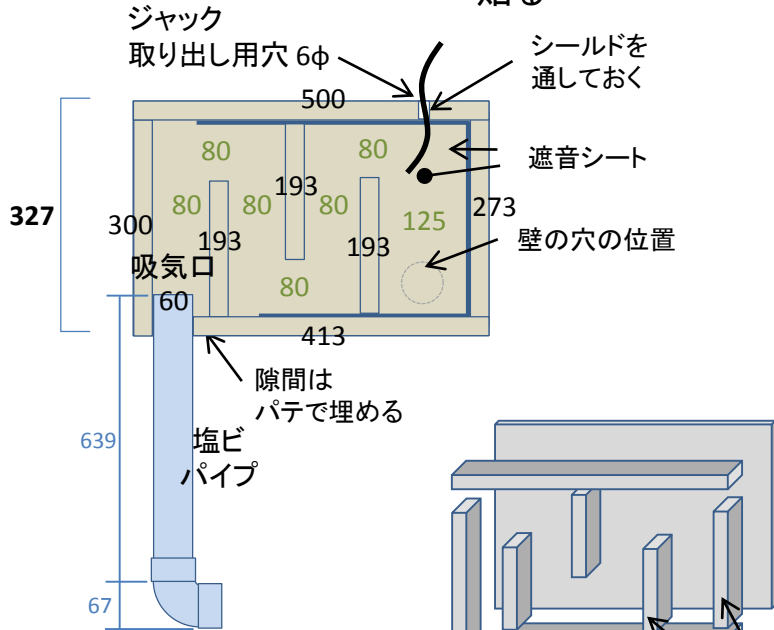 貼る
ジャック
取り出し用穴 6φ
シールドを
通しておく
500
遮音シート
80
80
193
327
300
80
80
80
125
273
193
193
壁の穴の位置
吸気口
60
80
413
隙間は
パテで埋める
639
塩ビ
パイプ
67